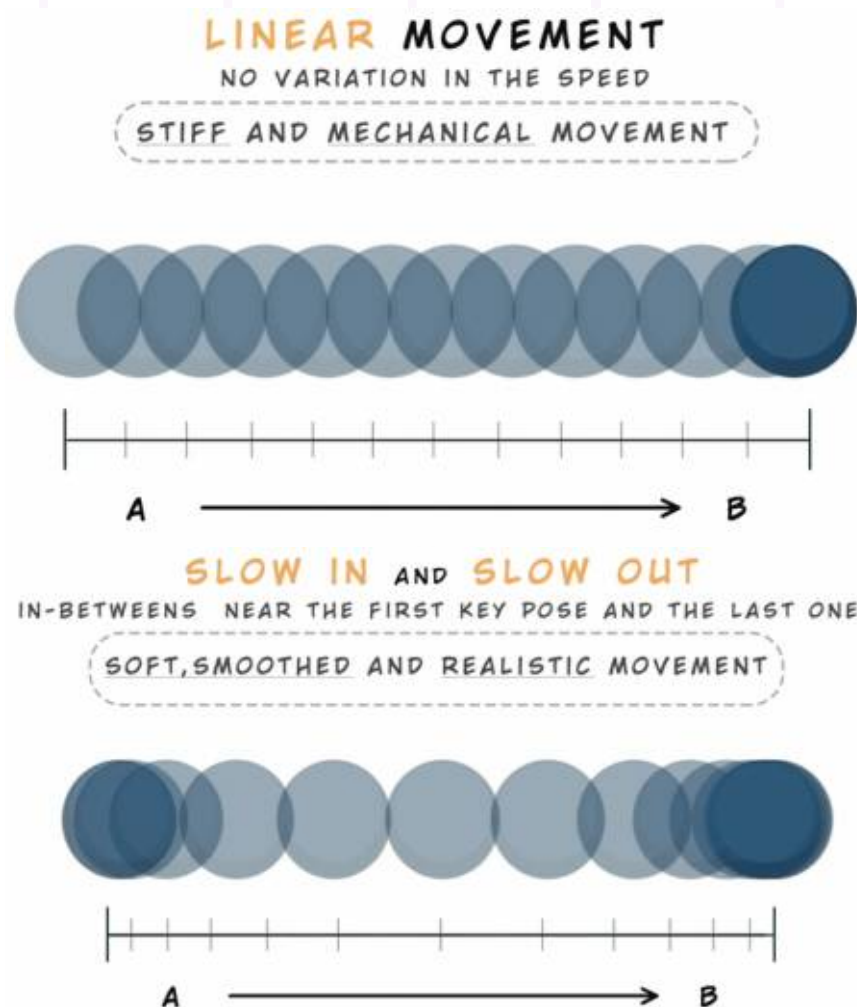 LINEAR MOVEMENT
NO VARIATION IN THE SPEED
STIFF AND MECHANICAL MOVEMENT
A B
SLOW IN AND SLOW OUT
IN-BETWEENS NEAR THE FIRST KEY POSE AND THE LAST ONE
SOFT,SMOOTHED AND REALISTIC MOVEMENT
A B